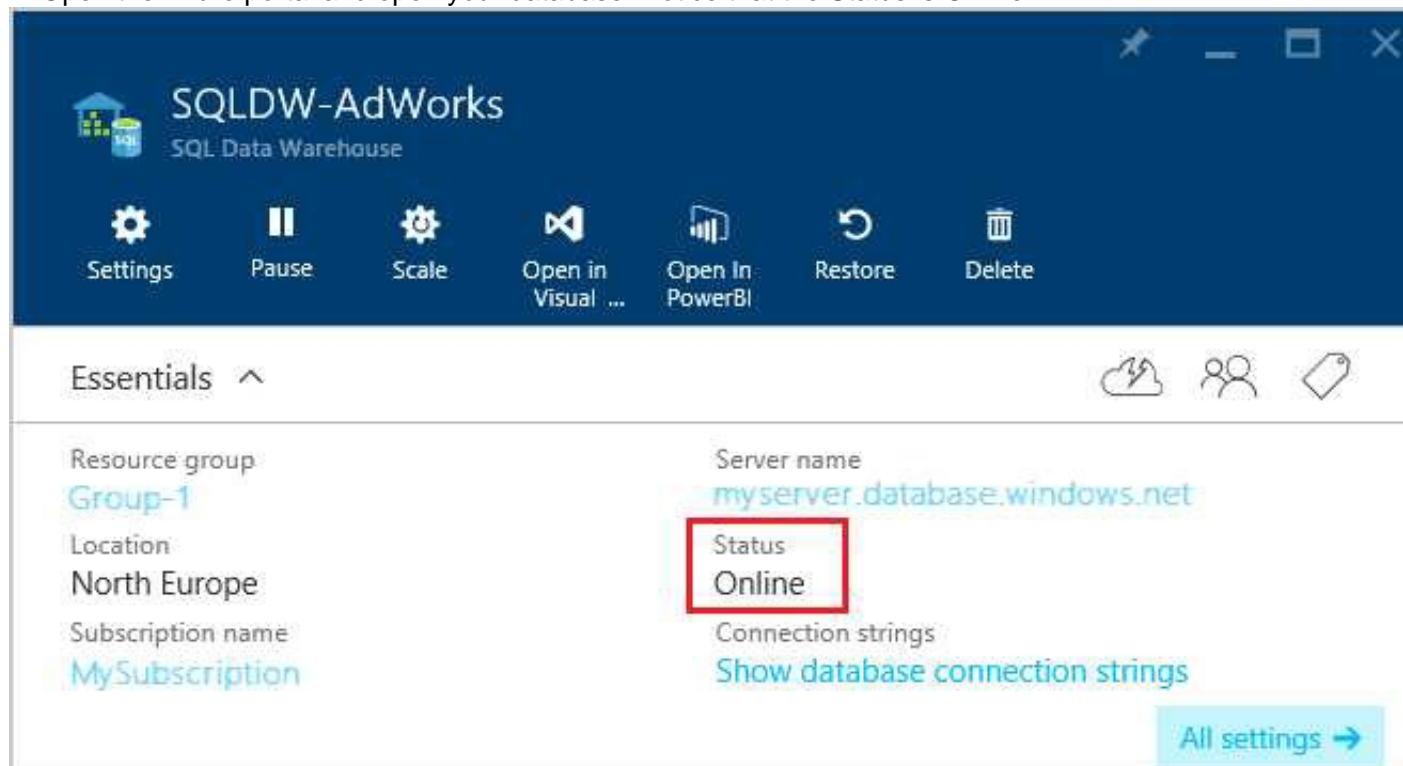 SQLDW-AdWorks
SQL Data Warehouse
SQL
Settings
Pause
Scale
Open in
Visual ...
Open In
PowerBI
Restore
Delete
Essentials
Resource group
Group-1
Server name
myserver.database.windows.net
Location
North Europe
Status
Online
Subscription name
MySubscription
Connection strings
Show database connection strings
All settings →